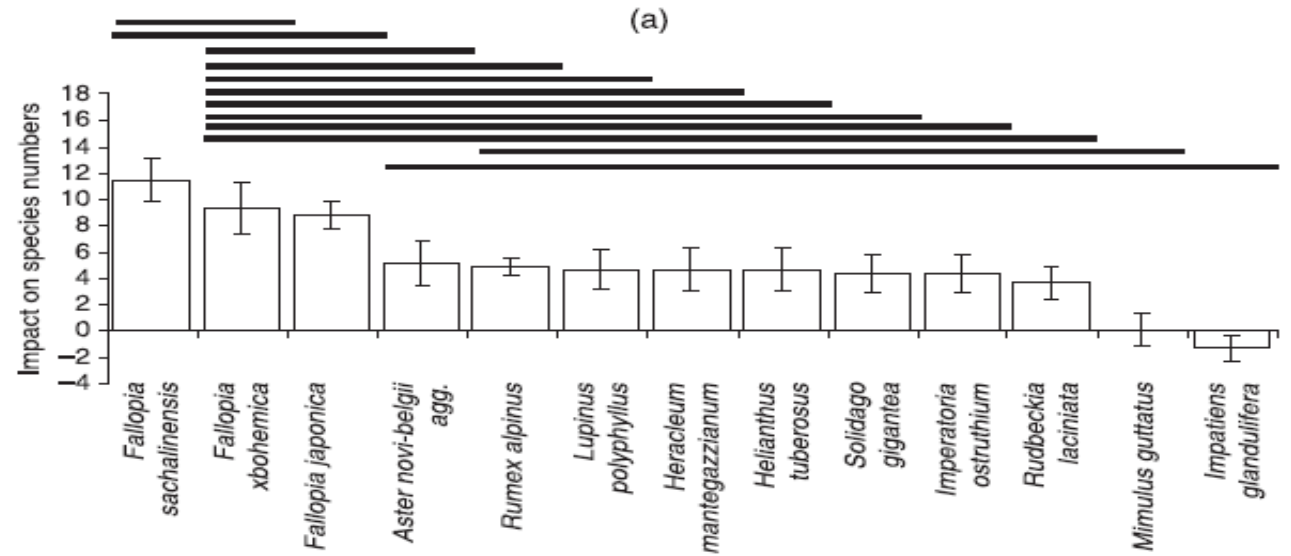 (a)
Impact on species numbers
18
16
14
12
10
8
6
4
2
0
−2
−4
Fallopia
sachalinensis
Fallopia
xbohemica
Fallopia japonica
Aster novi-belgii
agg.
Rumex alpinus
Lupinus
polyphyllus
Heracleum
mantegazzianum
Helianthus
tuberosus
Solidago
gigantea
Imperatoria
ostruthium
Rudbeckia
laciniata
Mimulus guttatus
Impatiens
glandulifera